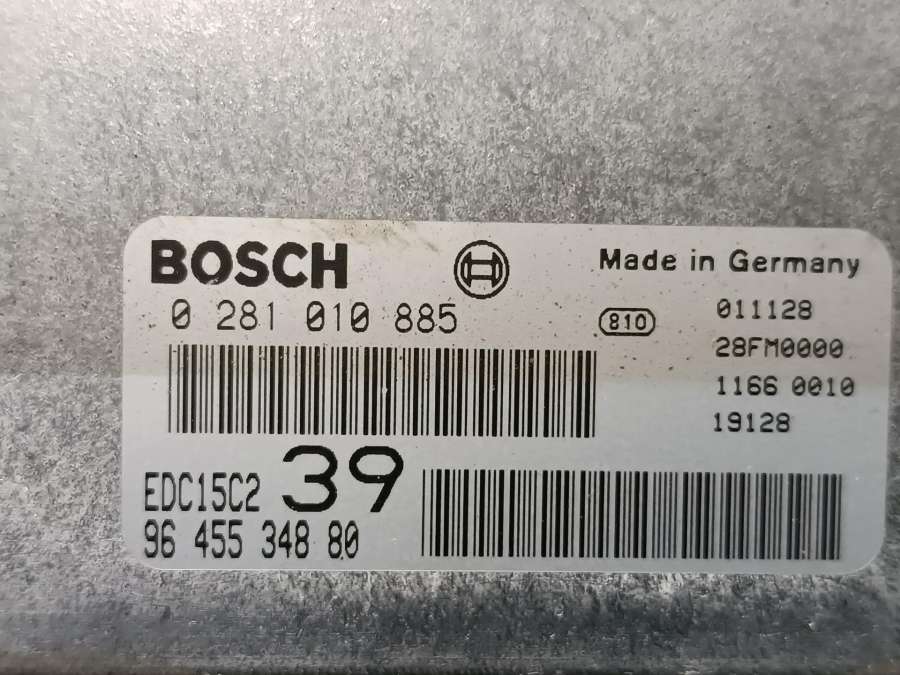 BOSCH
Made in Germany
0 281 010 885
810
011128
28FM0000
1166 0010
19128
EDC15C2 39
96 455 348 80